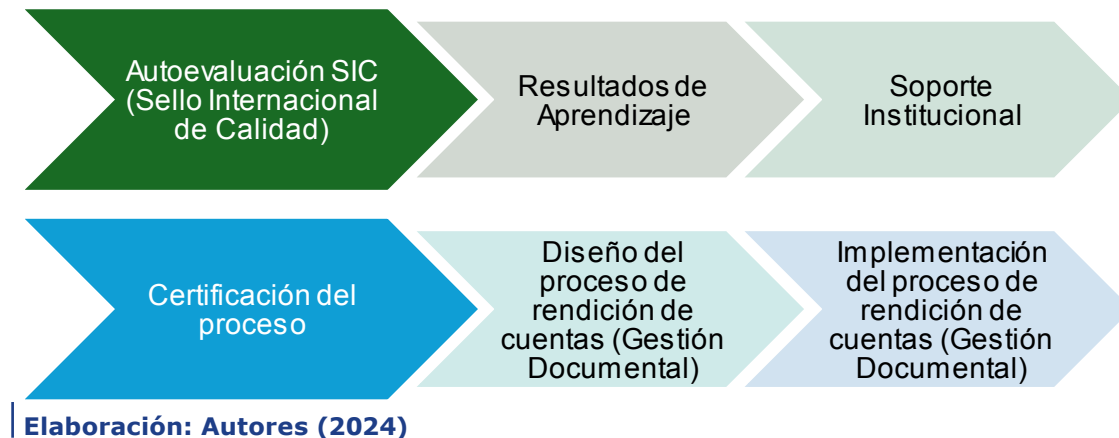 Autoevaluación SIC
(Sello Internacional
de Calidad)
Resultados de
Aprendizaje
Soporte
Institucional
Certificación del
proceso
Diseño del
proceso de
rendición de
cuentas (Gestión
Documental)
Implementación
del proceso de
rendición de
cuentas (Gestión
Documental)
Elaboración: Autores (2024)